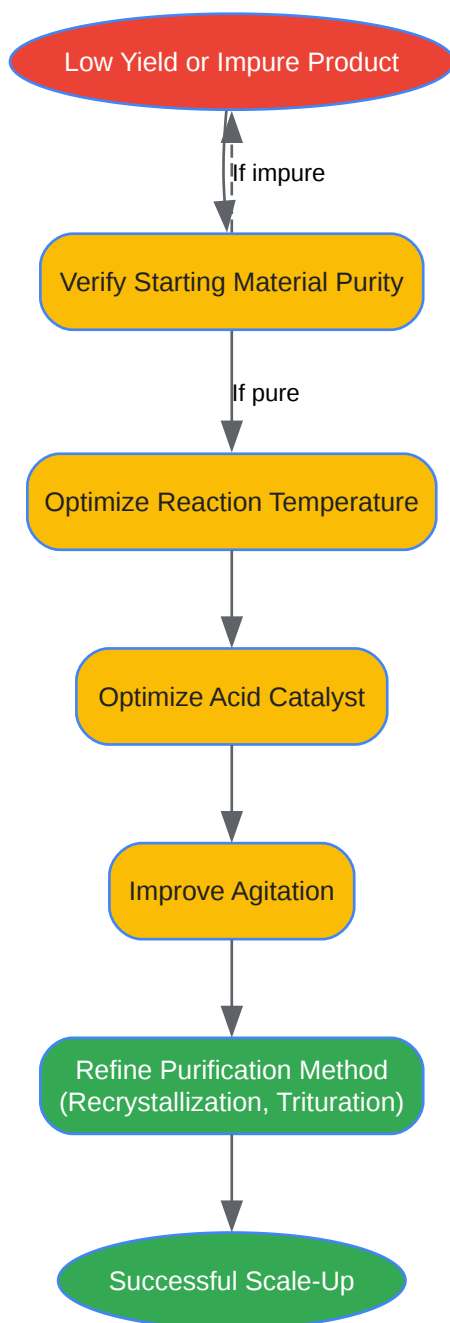 Low Yield or Impure Product
If impure
Verify Starting Material Purity
If pure
Optimize Reaction Temperature
Optimize Acid Catalyst
Improve Agitation
Refine Purification Method
(Recrystallization, Trituration)
Successful Scale-Up